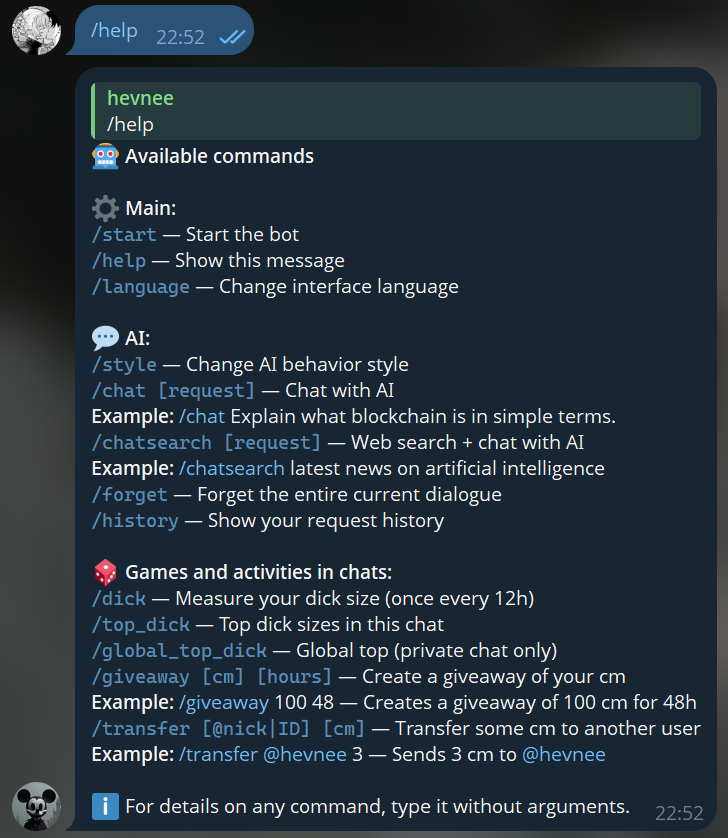 /help 22:52
hevnee
/help
Available commands
Main:
/start — Start the bot
/help — Show this message
/language — Change interface language
AI:
/style — Change AI behavior style
/chat [request] — Chat with AI
Example: /chat Explain what blockchain is in simple terms.
/chatsearch [request] — Web search + chat with AI
Example: /chatsearch latest news on artificial intelligence
/forget — Forget the entire current dialogue
/history — Show your request history
Games and activities in chats:
/dick — Measure your dick size (once every 12h)
/top_dick — Top dick sizes in this chat
/global_top_dick — Global top (private chat only)
/giveaway [cm] [hours] — Create a giveaway of your cm
Example: /giveaway 100 48 — Creates a giveaway of 100 cm for 48h
/transfer [@nick|ID] [cm] — Transfer some cm to another user
Example: /transfer @hevnee 3 — Sends 3 cm to @hevnee
For details on any command, type it without arguments. 22:52